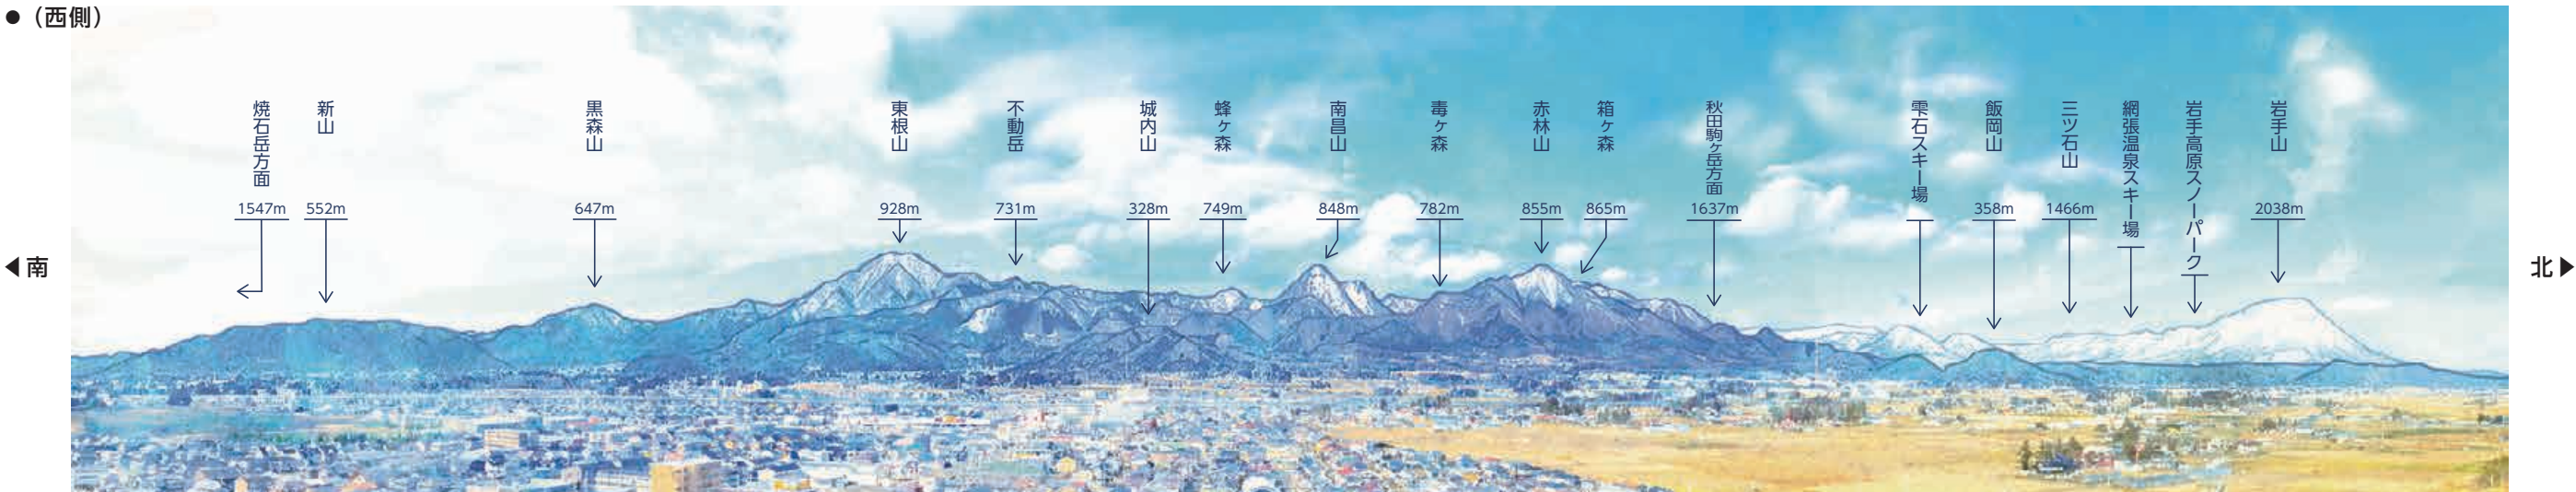 ●（西側）
焼石岳方面
1547m
新山
552m
黒森山
647m
東根山
928m
不動岳
731m
城内山
328m
蜂ヶ森
749m
南昌山
848m
毒ヶ森
782m
赤林山
855m
箱ヶ森
865m
秋田駒ヶ岳方面
1637m
雫石スキー場
飯岡山
358m
三ツ石山
1466m
網張温泉スキー場
岩手高原スノーパーク
岩手山
2038m
◀南
北▶